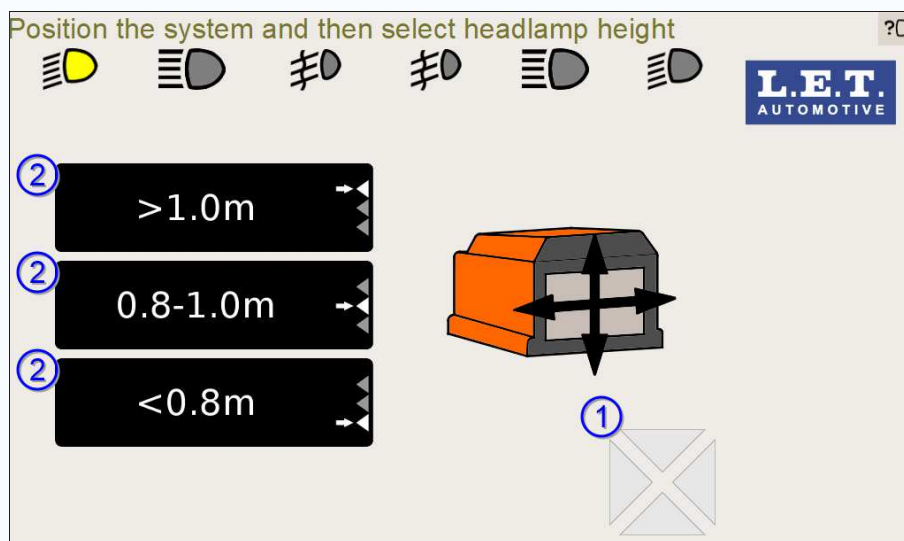 Position the system and then select headlamp height
?
L.E.T.
AUTOMOTIVE
2
>1.0m
2
0.8-1.0m
2
<0.8m
1